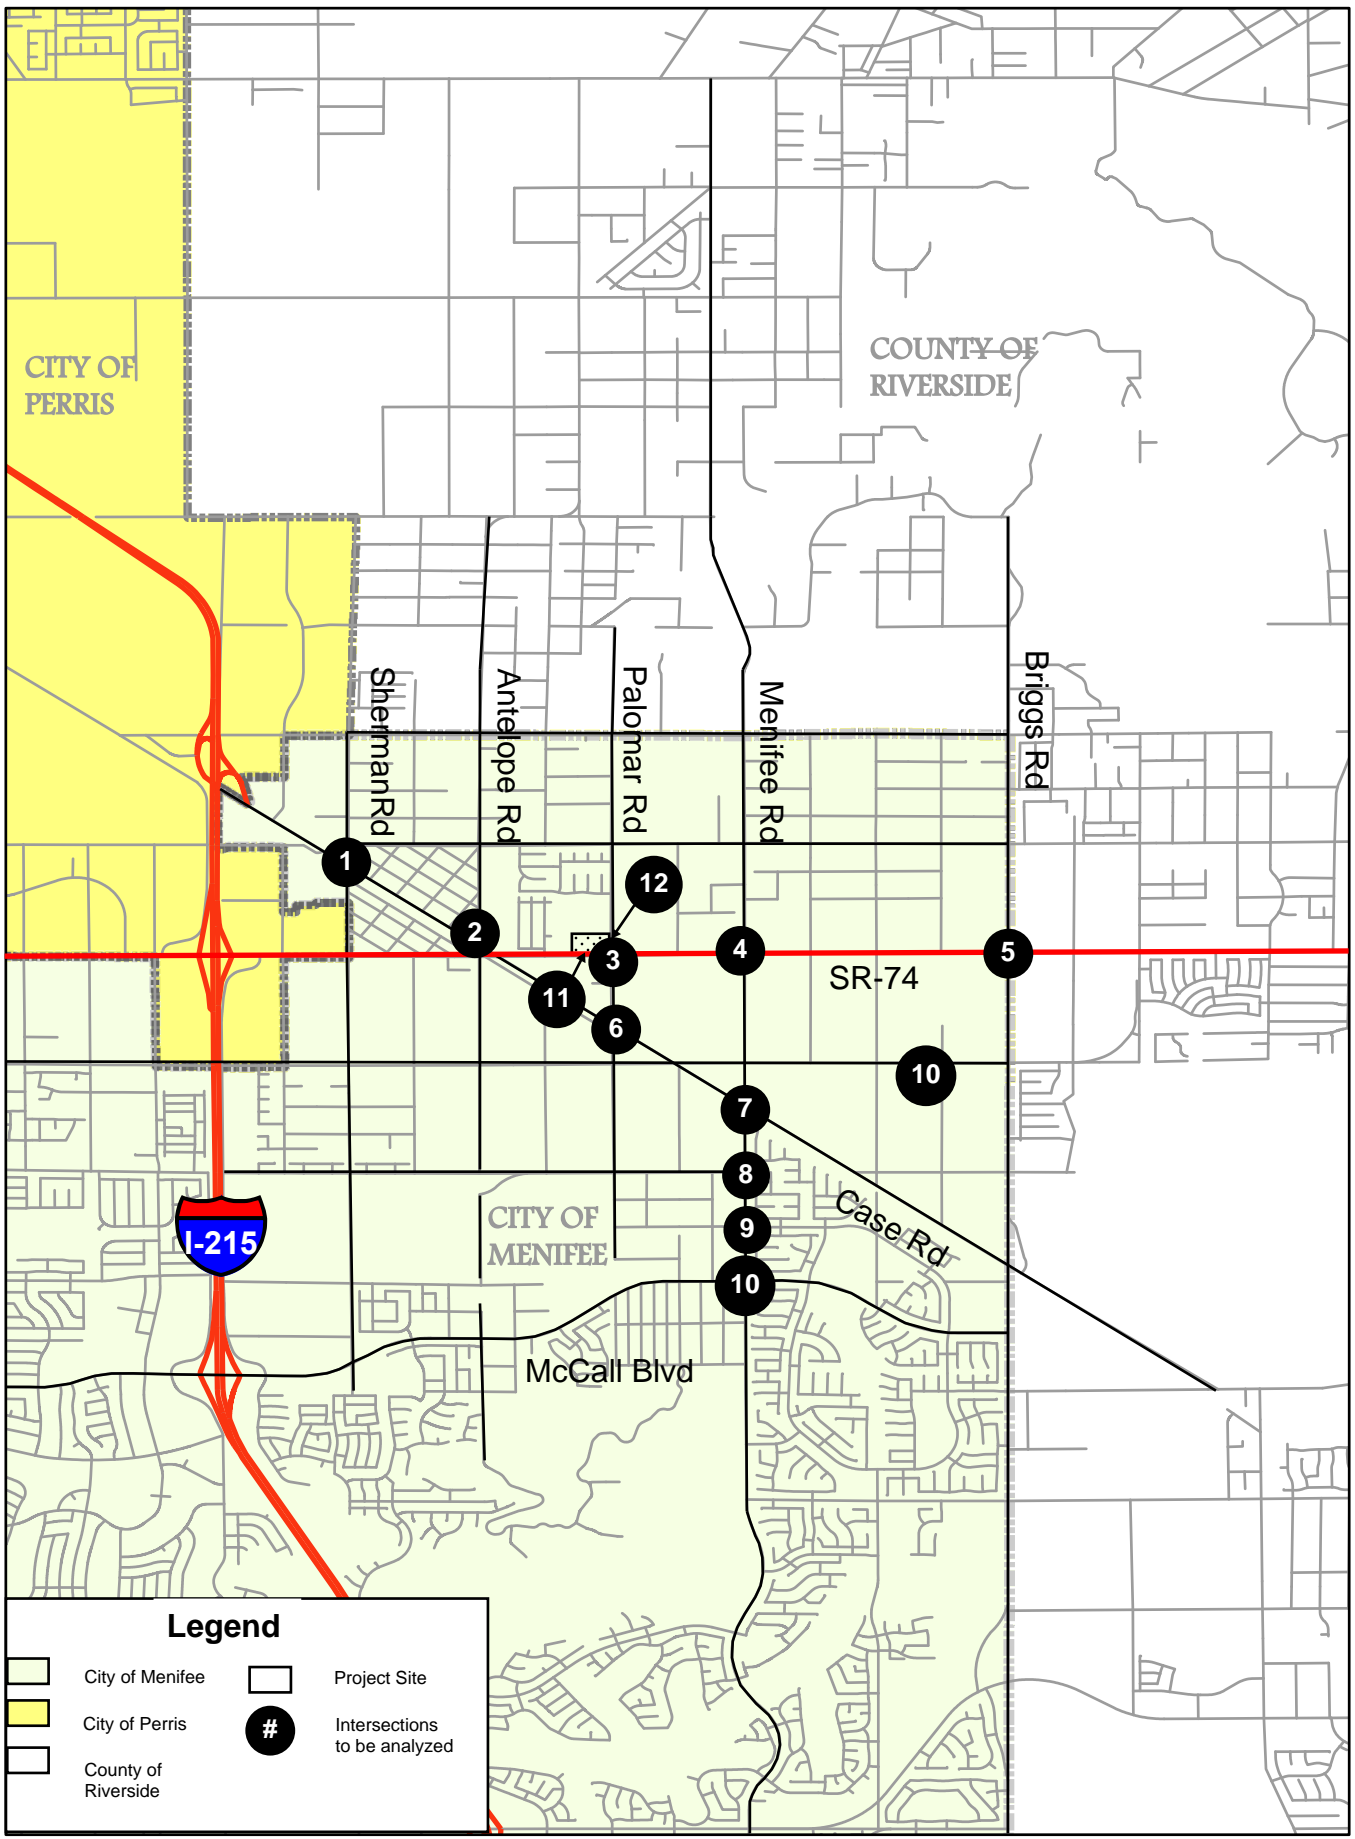 CITY OF
PERRIS
COUNTY OF
RIVERSIDE
Sherman Rd
Antelope Rd
Palomar Rd
Menifee Rd
Briggs Rd
1
12
2
3
4
5
SR-74
11
6
10
7
8
CITY OF
MENIFEE
9
Case Rd
I-215
10
McCall Blvd
Legend
City of Menifee
Project Site
City of Perris
#
Intersections
to be analyzed
County of
Riverside